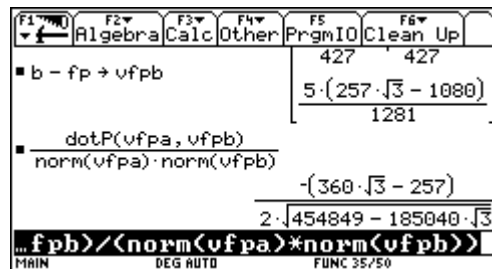 F1 F2 F3 F4 F5 F6
Algebra Calc Other PrgmIO Clean Up
427 ' 427
▪ b - fp → vfpb
5·(257·√3 - 1080)
1281
▪ dotP(vfpa, vfpb)
norm(vfpa)·norm(vfpb)
-(360·√3 - 257)
2·√454849 - 185040·√3
…fpb)/(norm(vfpa)*norm(vfpb))
MAIN DEG AUTO FUNC 35/50